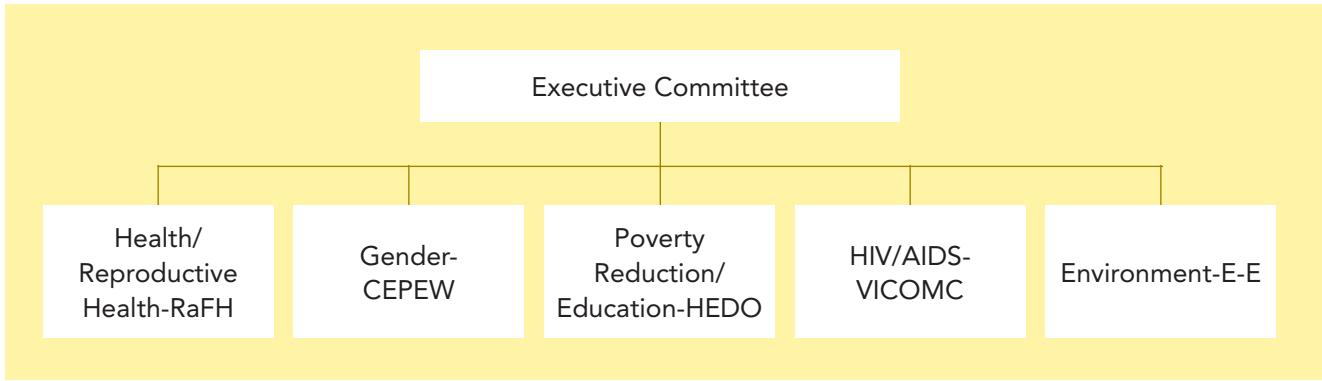 Executive Committee
Health/
Reproductive
Health-RaFH
Gender-
CEPEW
Poverty
Reduction/
Education-HEDO
HIV/AIDS-
VICOMC
Environment-E-E